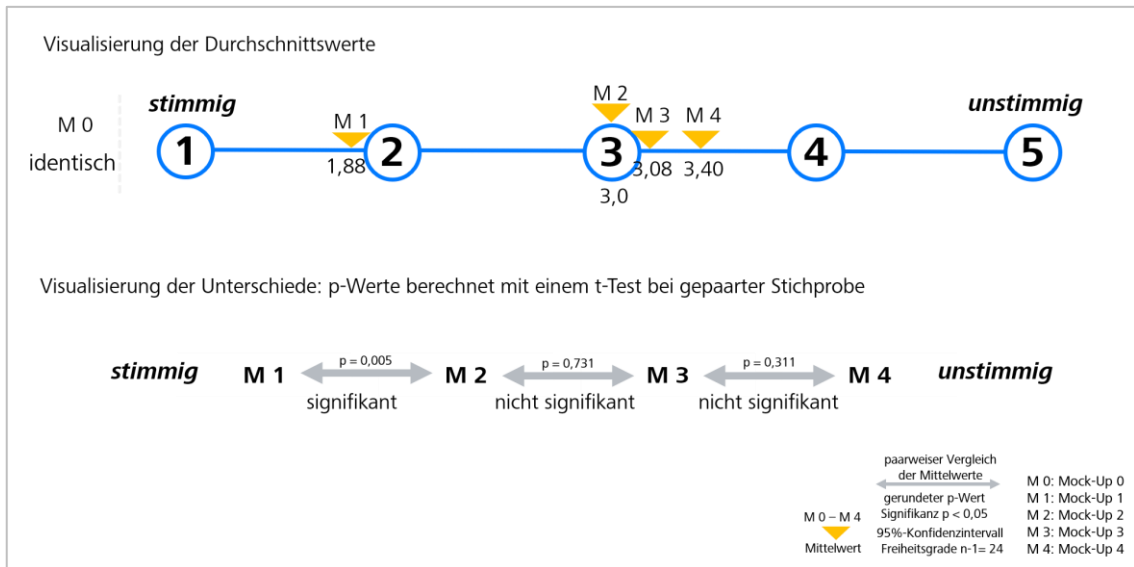 Visualisierung der Durchschnittswerte
stimmig
M 2
unstimmig
M 0
M 1
M 3
M 4
identisch
1
2
3
4
5
1,88
3,08
3,40
3,0
Visualisierung der Unterschiede: p-Werte berechnet mit einem t-Test bei gepaarter Stichprobe
p = 0,005
p = 0,731
p = 0,311
stimmig M 1 M 2 M 3 M 4 unstimmig
signifikant
nicht signifikant
nicht signifikant
paarweiser Vergleich
der Mittelwerte
gerundeter p-Wert
Signifikanz p < 0,05
95%-Konfidenzintervall
Freiheitsgrade n-1= 24
M 0 – M 4
Mittelwert
M 0: Mock-Up 0
M 1: Mock-Up 1
M 2: Mock-Up 2
M 3: Mock-Up 3
M 4: Mock-Up 4